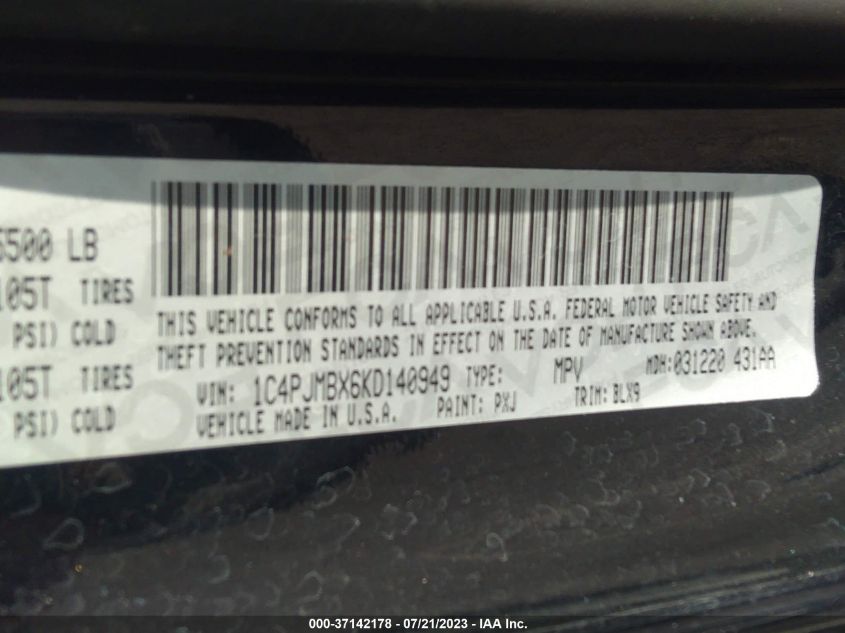 6500 LB
105T TIRES
PSI) COLD
105T TIRES
PSI) COLD
THIS VEHICLE CONFORMS TO ALL APPLICABLE U.S.A. FEDERAL MOTOR VEHICLE SAFETY AND
THEFT PREVENTION STANDARDS IN EFFECT ON THE DATE OF MANUFACTURE SHOWN ABOVE.
VIN: 1C4PJMBX6KD140949 TYPE: MPV MDH:031220 431AA
VEHICLE MADE IN U.S.A. PAINT: PXJ TRIM: BLX9
000-37142178 / 07/21/2023 - IAA Inc.